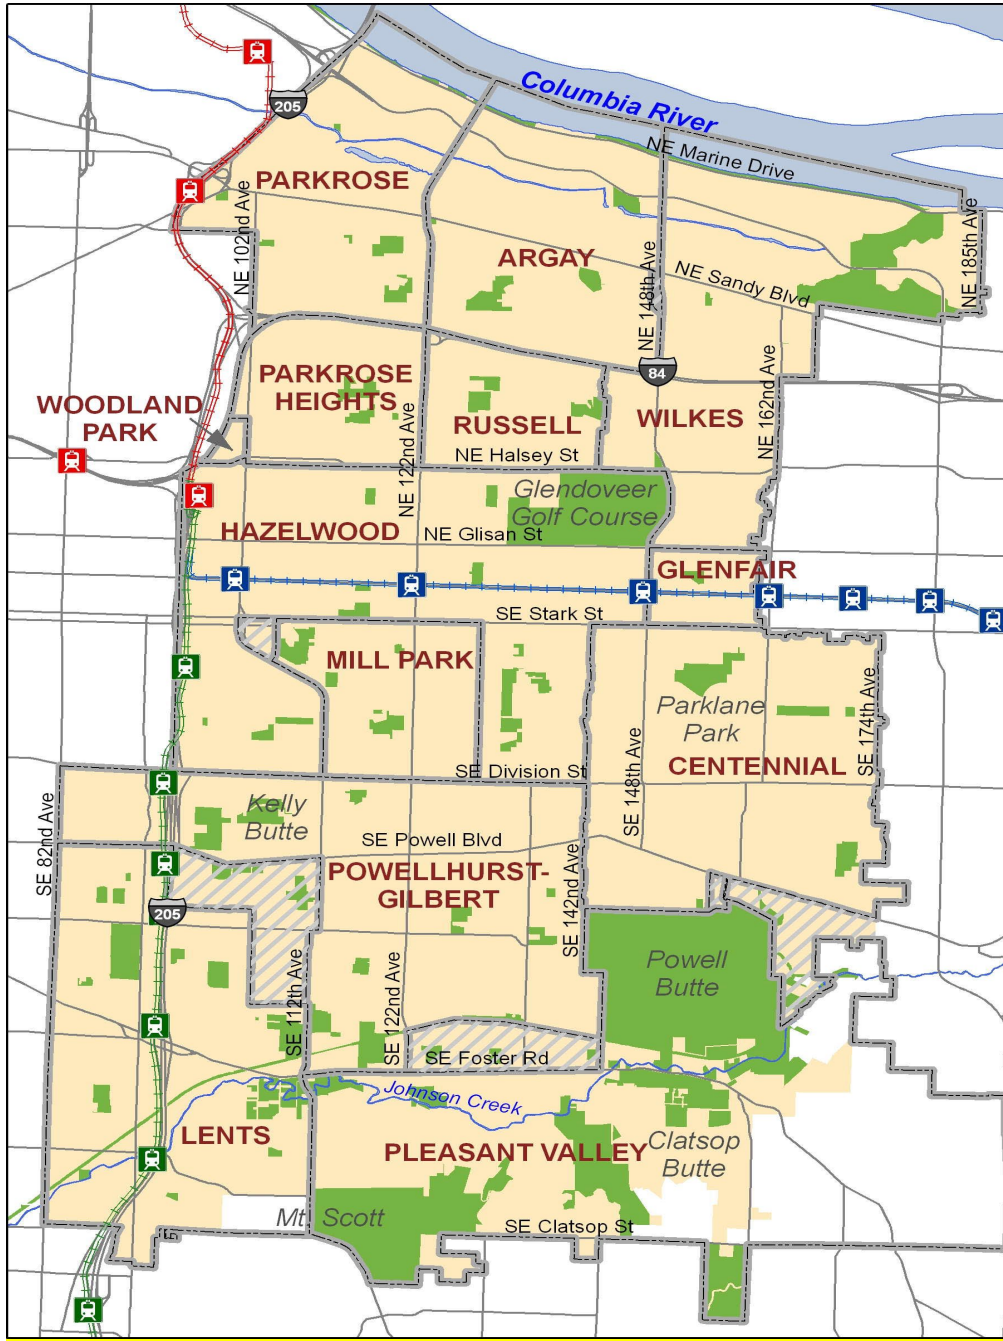 Columbia River
205
NE Marine Drive
PARKROSE
NE 102nd Ave
ARGAY
NE 148th Ave
NE 185th Ave
NE Sandy Blvd
84
PARKROSE
HEIGHTS
WOODLAND
PARK
NE 122nd Ave
RUSSELL
WILKES
NE 162nd Ave
NE Halsey St
Glendoveer
Golf Course
HAZELWOOD
NE Glisan St
GLENFAIR
SE Stark St
MILL PARK
Parklane
Park
SE 174th Ave
SE Division St
CENTENNIAL
SE 148th Ave
SE 82nd Ave
Kelly
Butte
SE Powell Blvd
POWELLHURST-
GILBERT
SE 142nd Ave
205
Powell
Butte
SE 112th Ave
SE 122nd Ave
SE Foster Rd
Johnson Creek
LENTS
PLEASANT VALLEY
Clatsop
Butte
Mt. Scott
SE Clatsop St